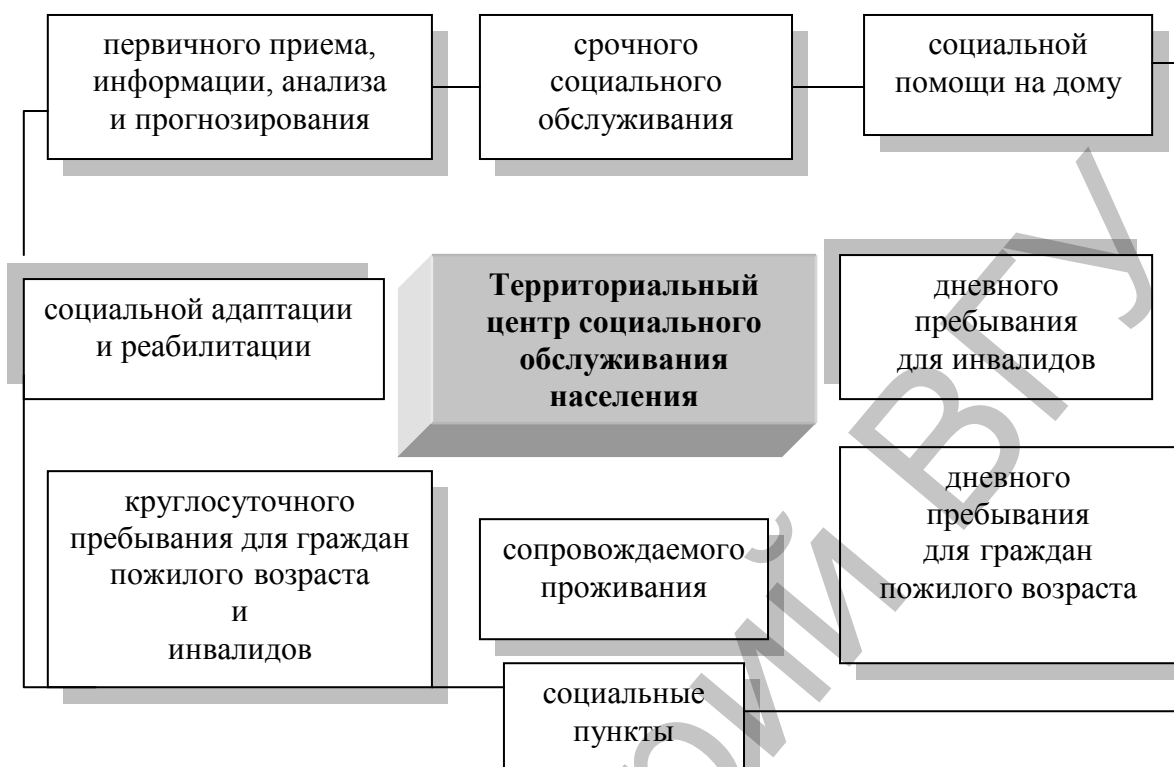 первичного приема,
информации, анализа
и прогнозирования
срочного
социального
обслуживания
социальной
помощи на дому
социальной адаптации
и реабилитации
Территориальный
центр социального
обслуживания
населения
дневного
пребывания
для инвалидов
круглосуточного
пребывания для граждан
пожилого возраста
и
инвалидов
сопровождаемого
проживания
дневного
пребывания
для граждан
пожилого возраста
социальные
пункты
ВГУ